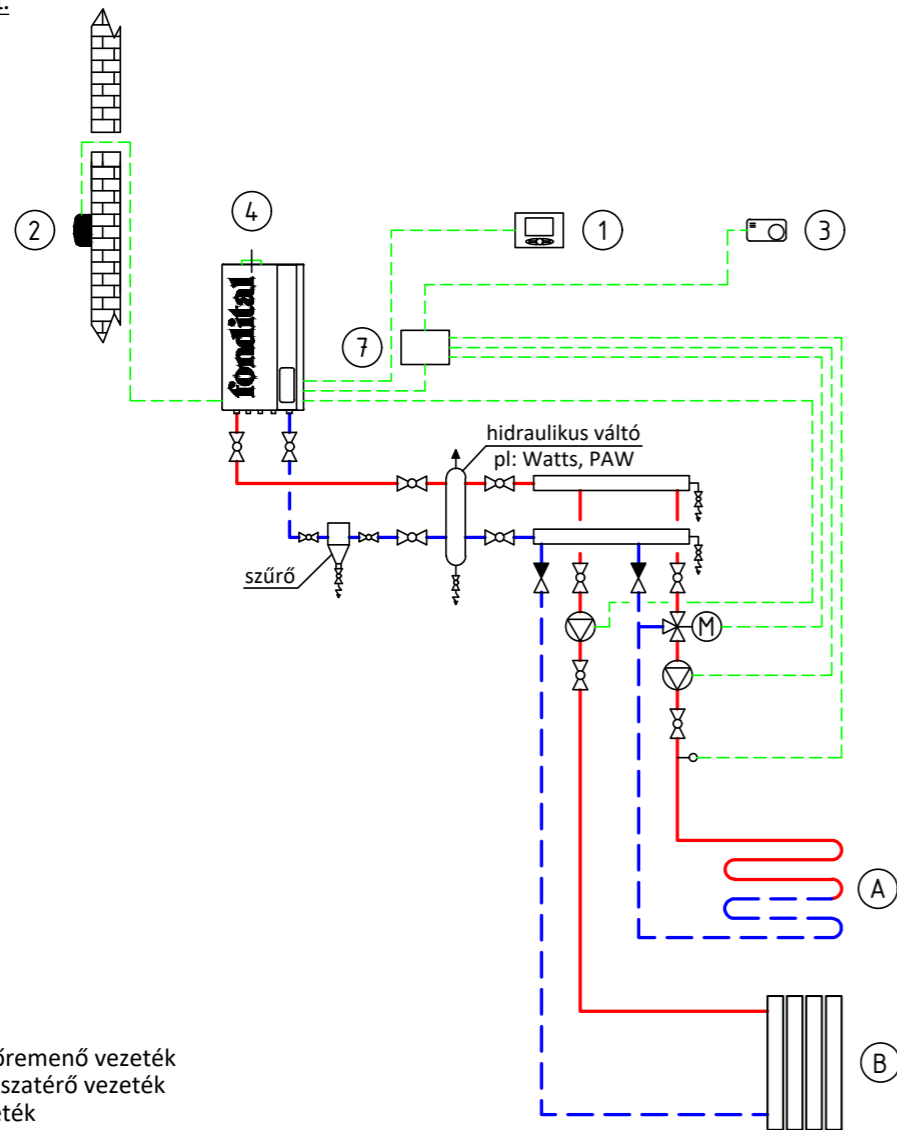 2
4
1
3
fondital
7
hidraulikus váltó
pl: Watts, PAW
szűrő
M
A
B
őremenő vezeték
szatérő vezeték
eték